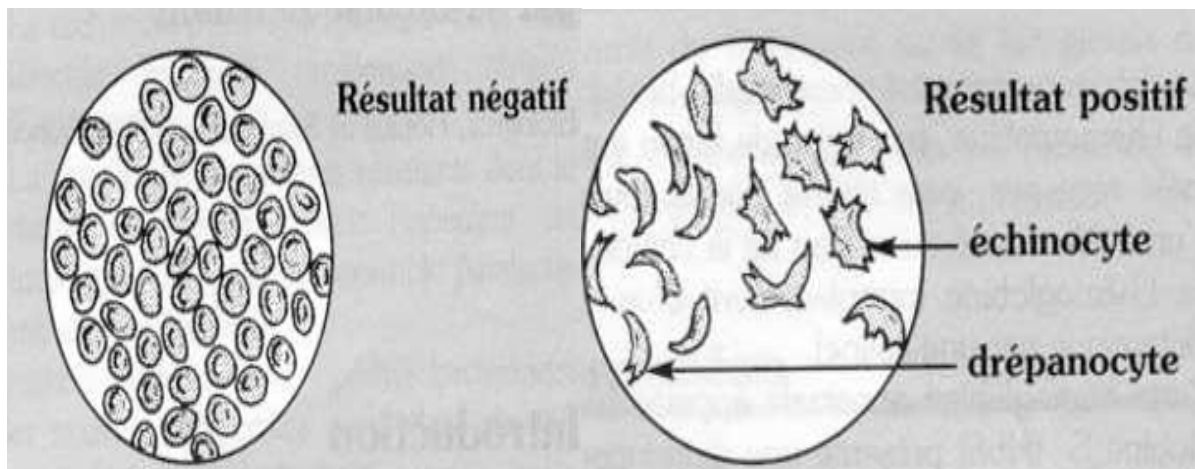 Résultat négatif
Résultat positif
échinocyte
drépanocyte